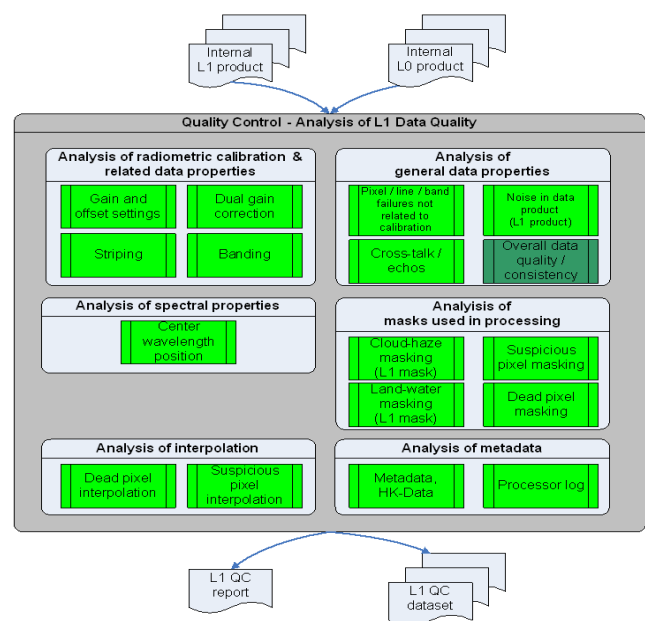 Internal
L1 product
Internal
L0 product
Quality Control - Analysis of L1 Data Quality
Analysis of radiometric calibration &
related data properties
Gain and
offset settings
Dual gain
correction
Striping
Banding
Analysis of
general data properties
Pixel / line / band
failures not
related to
calibration
Noise in data
product
(L1 product)
Cross-talk /
echos
Overall data
quality /
consistency
Analysis of spectral properties
Center
wavelength
position
Analyisis of
masks used in processing
Cloud-haze
masking
(L1 mask)
Suspicious
pixel masking
Land-water
masking
(L1 mask)
Dead pixel
masking
Analysis of interpolation
Dead pixel
interpolation
Suspicious
pixel
interpolation
Analysis of metadata
Metadata,
HK-Data
Processor log
L1 QC
report
L1 QC
dataset